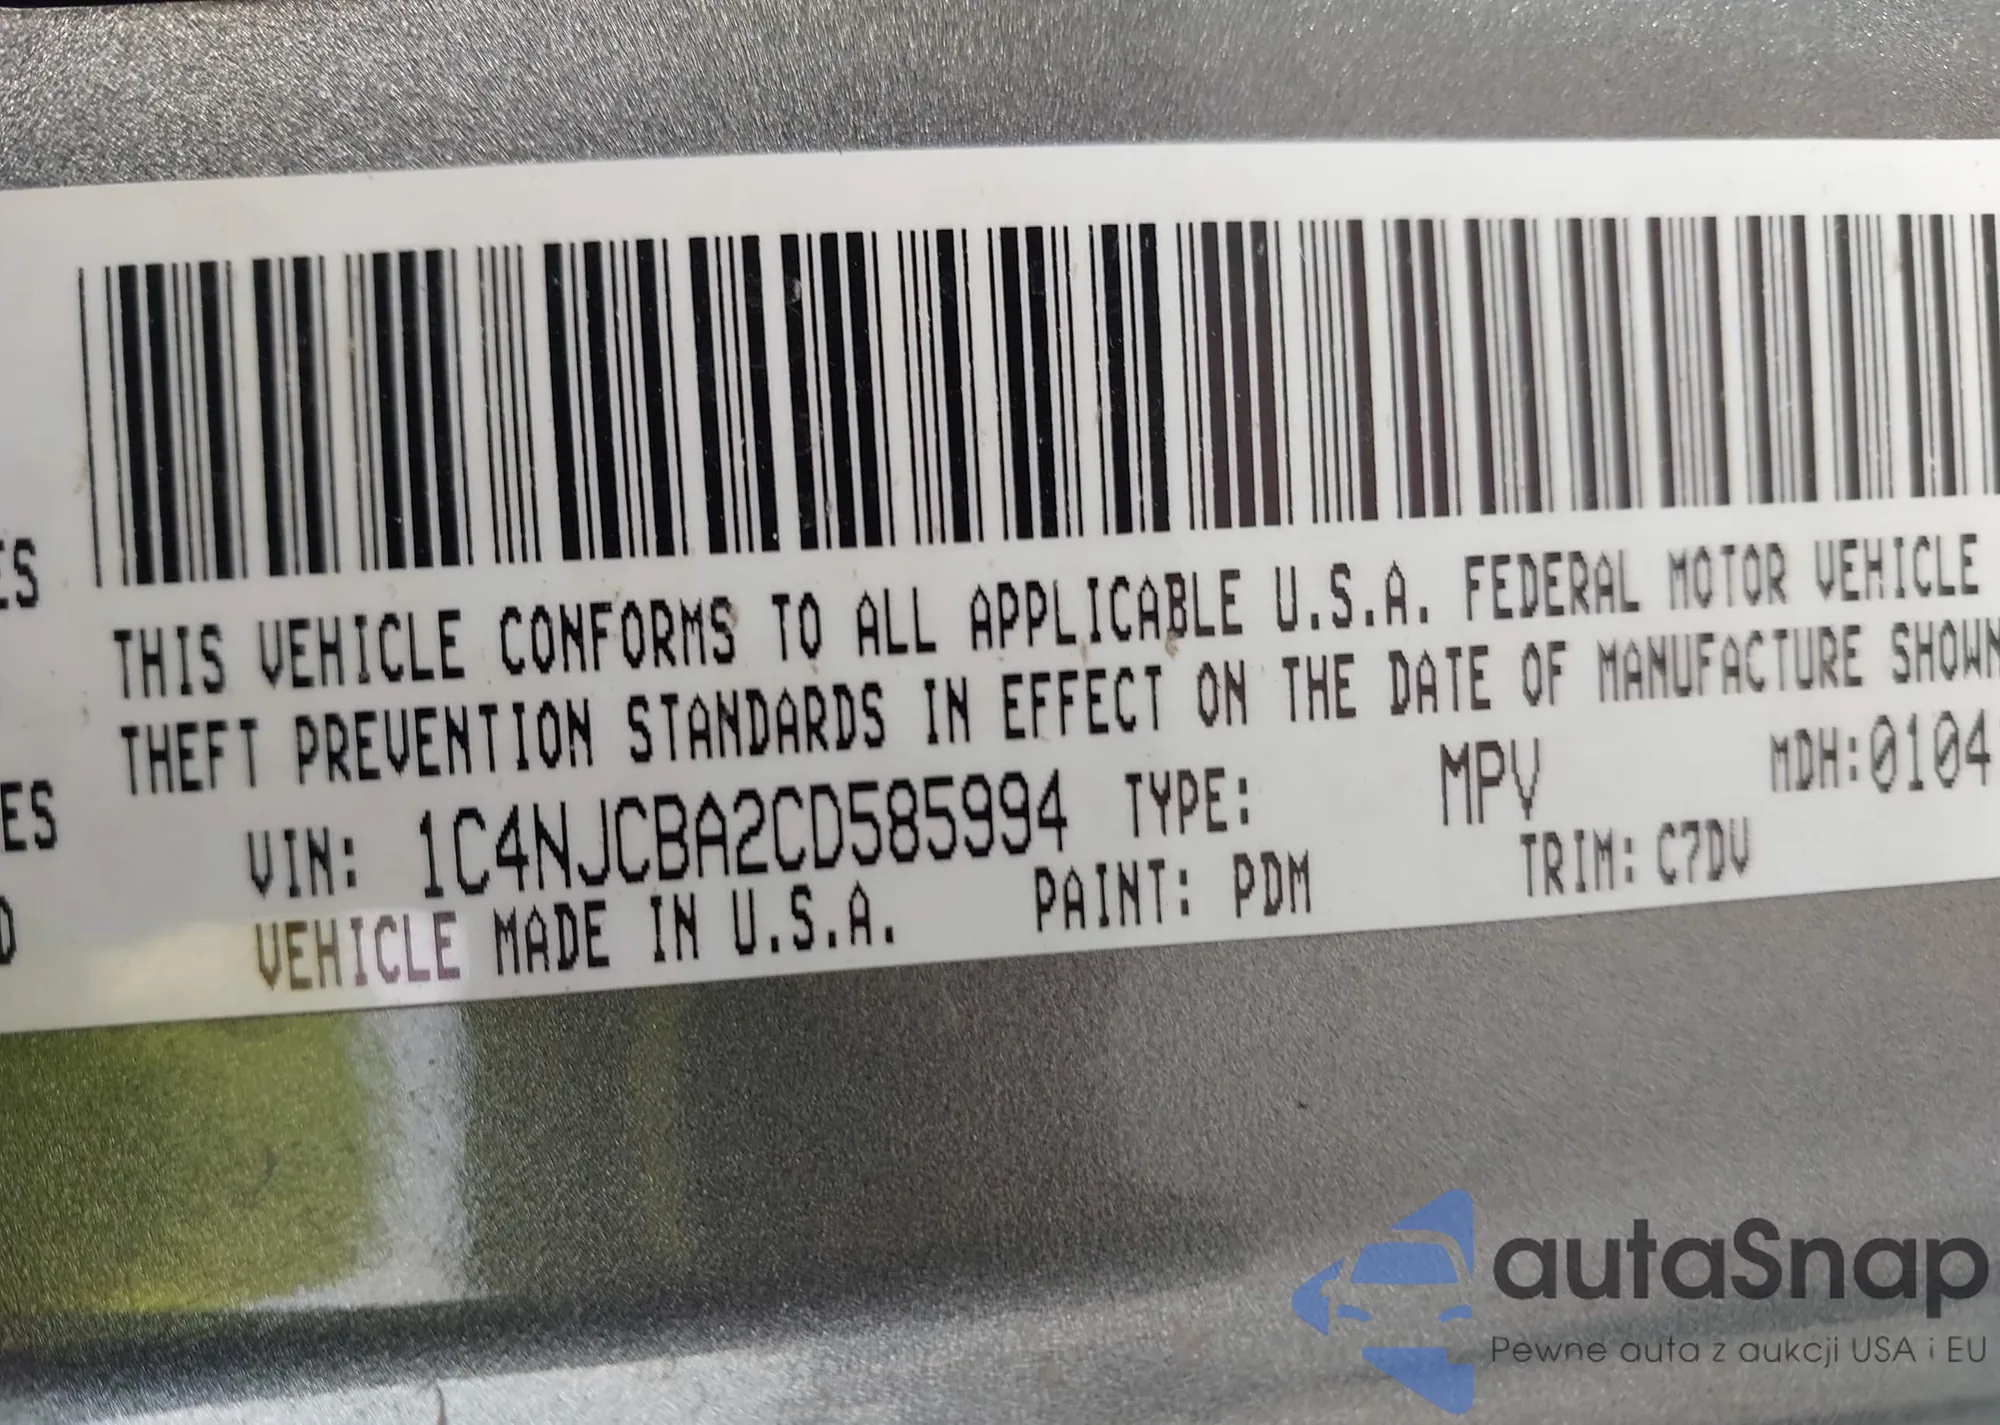 ES
THIS VEHICLE CONFORMS TO ALL APPLICABLE U.S.A. FEDERAL MOTOR VEHICLE
THEFT PREVENTION STANDARDS IN EFFECT ON THE DATE OF MANUFACTURE SHOWN
ES
VIN: 1C4NJCBA2CD585994 TYPE: MPV MDH:0104
VEHICLE MADE IN U.S.A. PAINT: PDM TRIM: C7DV
D
autaSnap
Pewne auta z aukcji USA i EU